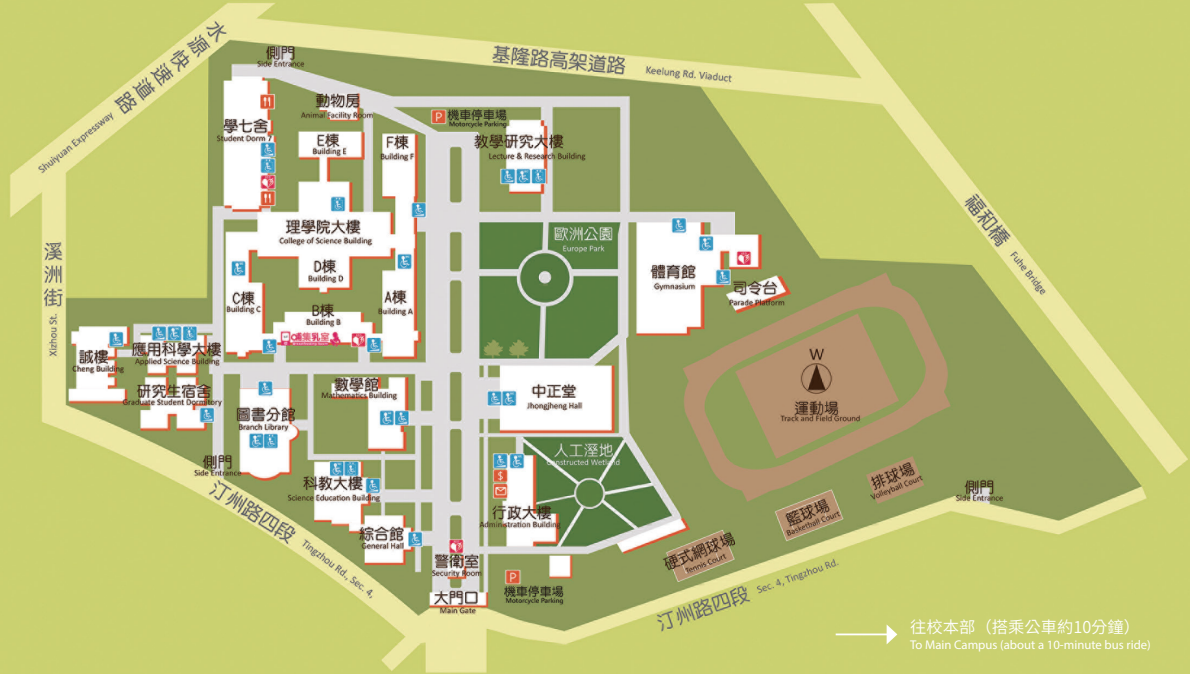 水源快速道路
Shuiyuan Expressway
側門
Side Entrance
基隆路高架道路
Keelung Rd. Viaduct
動物房
Animal Facility Room
P
機車停車場
Motorcycle Parking
學七舍
Student Dorm 7
E棟
Building E
F棟
Building F
教學研究大樓
Lecture & Research Building
福和橋
Fuhe Bridge
理學院大樓
College of Science Building
歐洲公園
Europe Park
溪洲街
Xizhou St.
D棟
Building D
體育館
Gymnasium
司令台
Parade Platform
C棟
Building C
B棟
Building B
A棟
Building A
哺集乳室
誠樓
Cheng Building
應用科學大樓
Applied Science Building
W
研究生宿舍
Graduate Student Dormitory
數學館
Mathematics Building
中正堂
Jhongjheng Hall
運動場
Track and Field Ground
圖書分館
Branch Library
人工溼地
Constructed Wetland
側門
Side Entrance
科教大樓
Science Education Building
$
排球場
Volleyball Court
側門
Side Entrance
行政大樓
Administration Building
籃球場
Basketball Court
綜合館
General Hall
硬式網球場
Tennis Court
汀州路四段
Tingzhou Rd., Sec. 4,
警衛室
Security Room
P
機車停車場
Motorcycle Parking
大門口
Main Gate
汀州路四段
Sec. 4, Tingzhou Rd.
往校本部（搭乘公車約10分鐘）
To Main Campus (about a 10-minute bus ride)